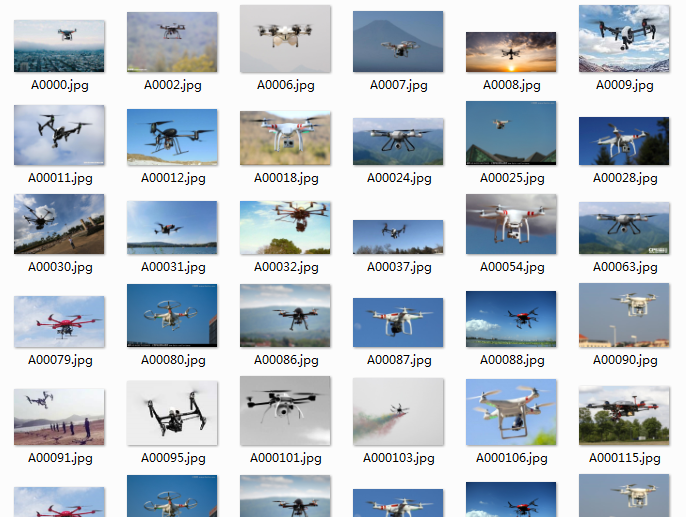 A0000.jpg A0002.jpg A0006.jpg A0007.jpg A0008.jpg A0009.jpg
A00011.jpg A00012.jpg A00018.jpg A00024.jpg A00025.jpg A00028.jpg
A00030.jpg A00031.jpg A00032.jpg A00037.jpg A00054.jpg A00063.jpg
A00079.jpg A00080.jpg A00086.jpg A00087.jpg A00088.jpg A00090.jpg
A00091.jpg A00095.jpg A000101.jpg A000103.jpg A000106.jpg A000115.jpg